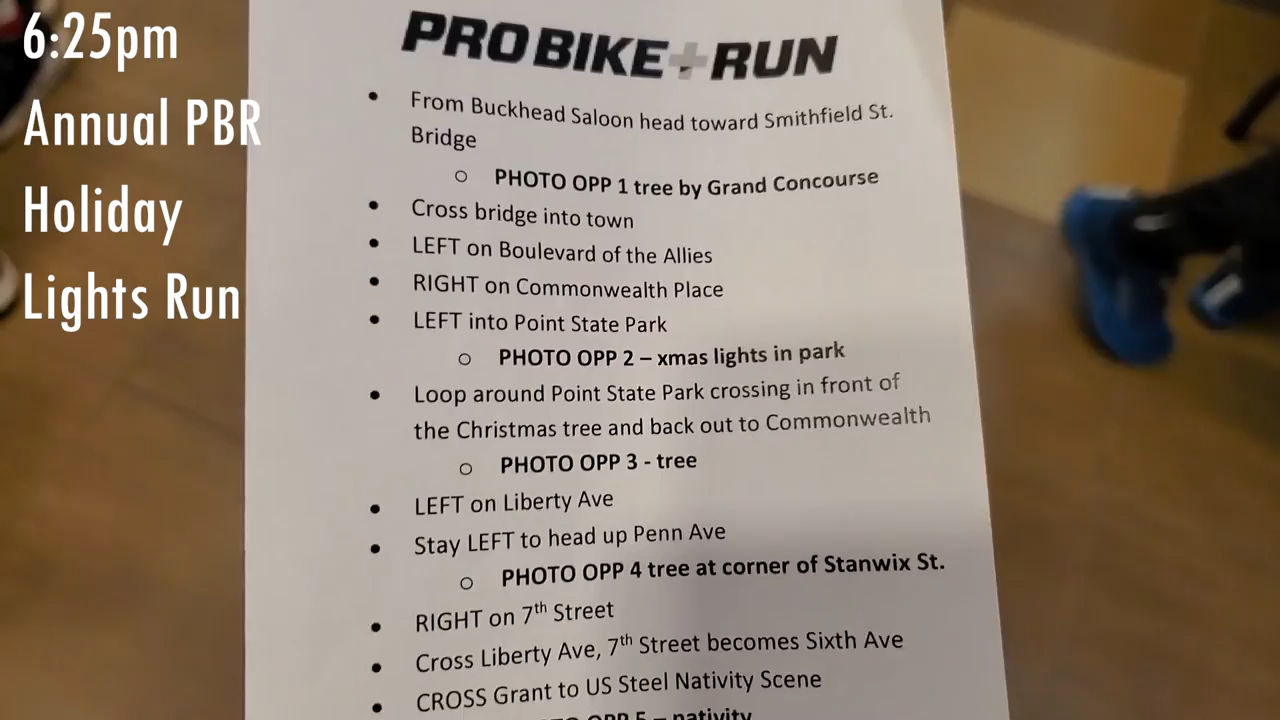 6:25pm
Annual PBR
Holiday
Lights Run
PRO BIKE+RUN
• From Buckhead Saloon head toward Smithfield St.
Bridge
o PHOTO OPP 1 tree by Grand Concourse
• Cross bridge into town
• LEFT on Boulevard of the Allies
• RIGHT on Commonwealth Place
• LEFT into Point State Park
o PHOTO OPP 2 – xmas lights in park
• Loop around Point State Park crossing in front of
the Christmas tree and back out to Commonwealth
o PHOTO OPP 3 - tree
• LEFT on Liberty Ave
• Stay LEFT to head up Penn Ave
o PHOTO OPP 4 tree at corner of Stanwix St.
• RIGHT on 7th Street
• Cross Liberty Ave, 7th Street becomes Sixth Ave
• CROSS Grant to US Steel Nativity Scene
OPP 5 – nativity